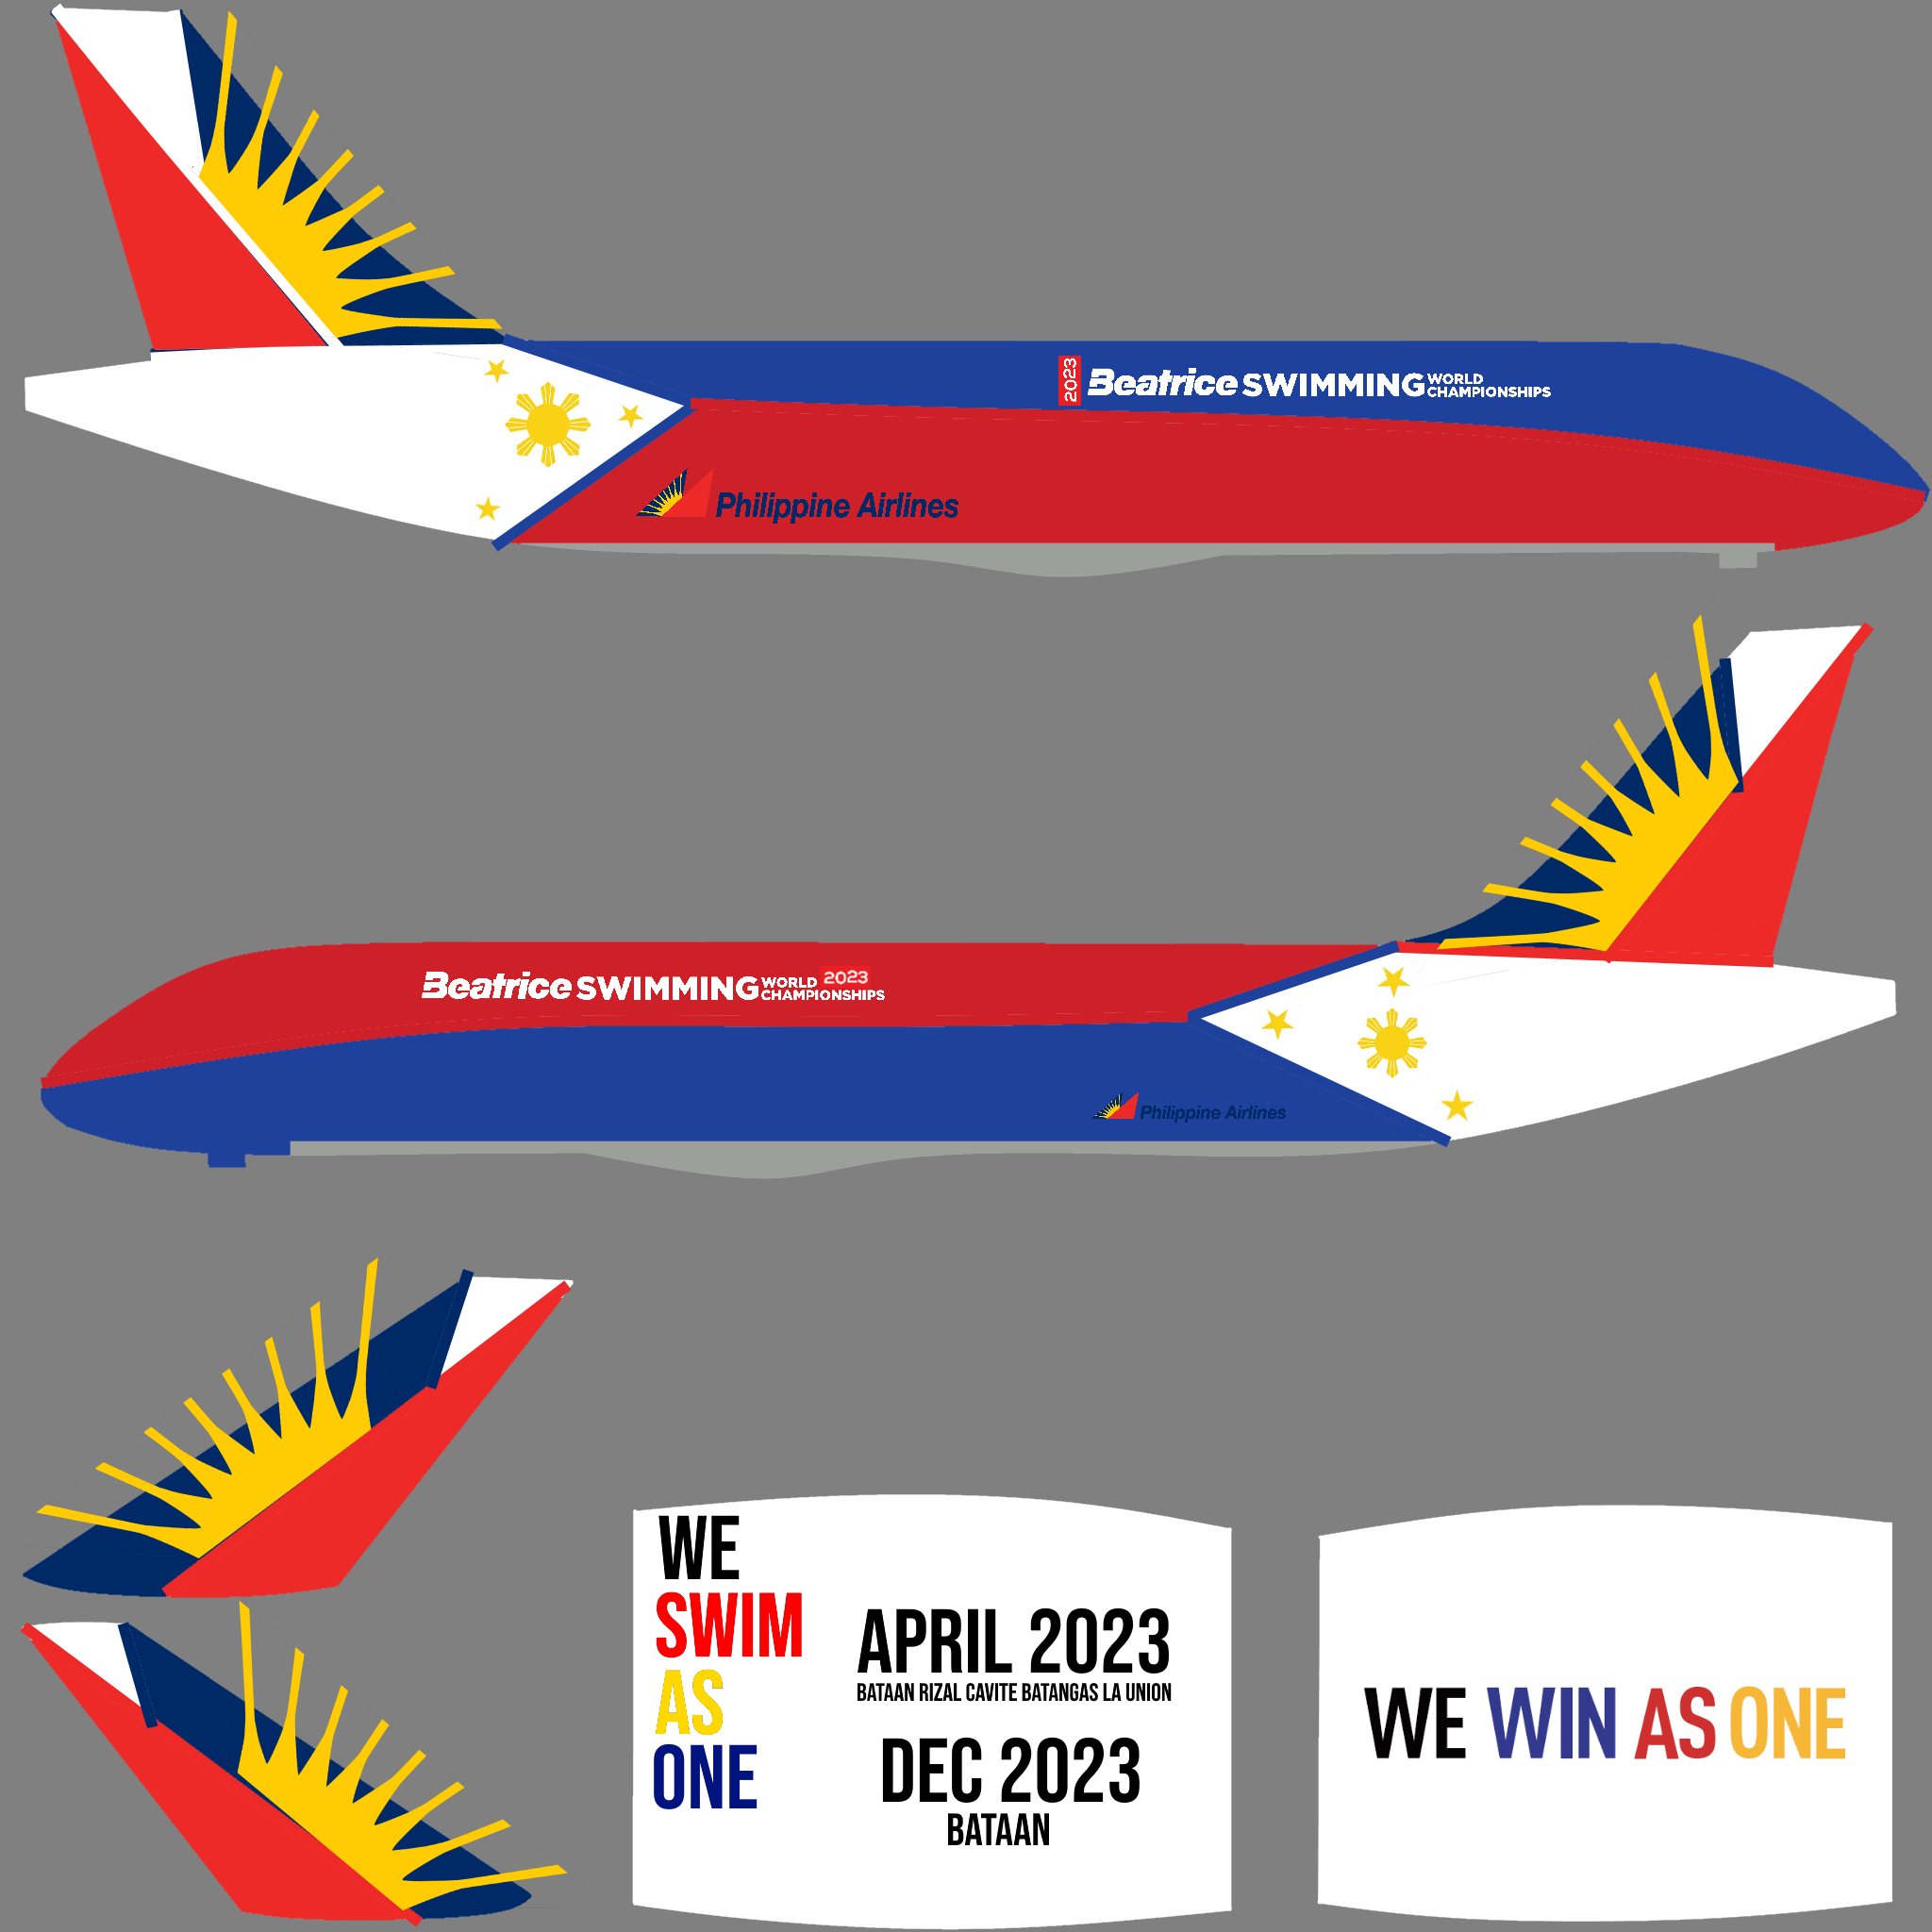 2023
Beatrice SWIMMING WORLD
CHAMPIONSHIPS
Philippine Airlines
Beatrice SWIMMING WORLD 2023
CHAMPIONSHIPS
Philippine Airlines
WE
SWIM
AS
ONE
APRIL 2023
BATAAN RIZAL CAVITE BATANGAS LA UNION
DEC 2023
BATAAN
WE WIN AS ONE